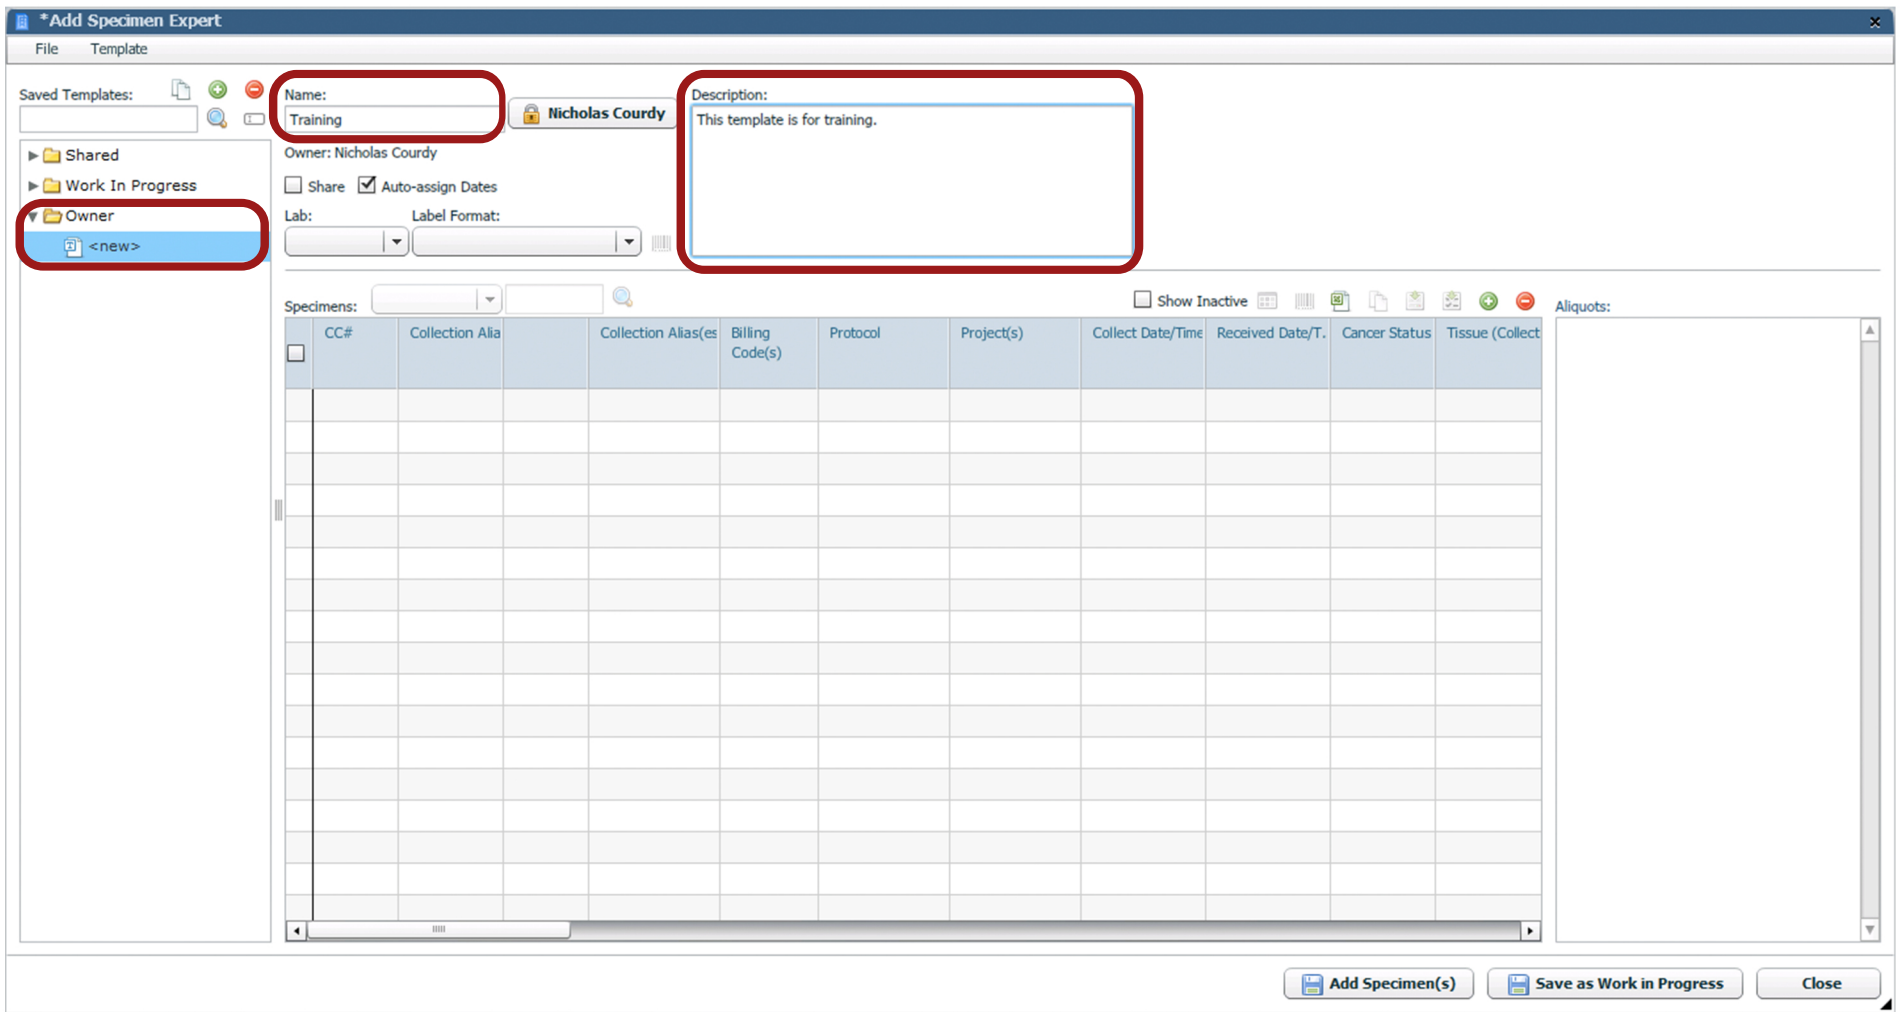 *Add Specimen Expert
File Template
Saved Templates:
Shared
Work In Progress
Owner
<new>
Name:
Training
Nicholas Courdy
Owner: Nicholas Courdy
Share Auto-assign Dates
Lab: Label Format:
Description:
This template is for training.
Specimens:
Show Inactive
Aliquots:
CC#
Collection Alia
Collection Alias(es
Billing
Code(s)
Protocol
Project(s)
Collect Date/Time
Received Date/T.
Cancer Status
Tissue (Collect
Add Specimen(s)
Save as Work in Progress
Close